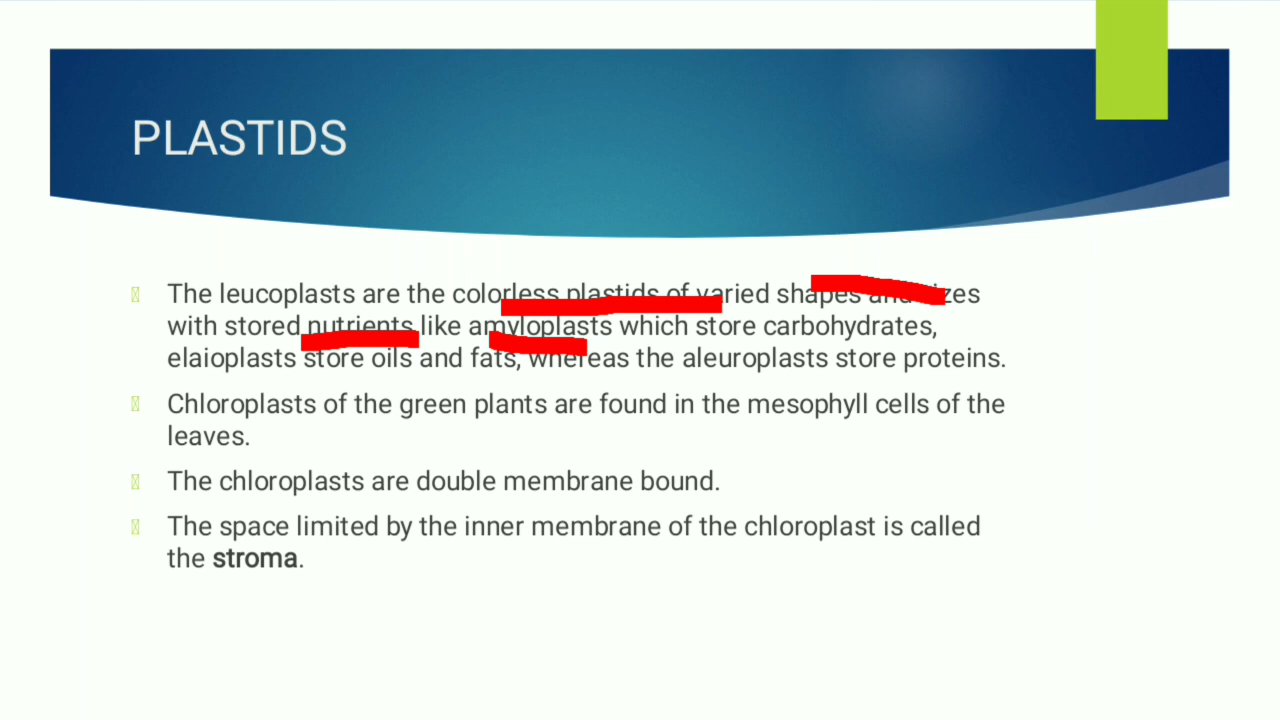 PLASTIDS
The leucoplasts are the colorless plastids of varied shapes and sizes
with stored nutrients like amyloplasts which store carbohydrates,
elaioplasts store oils and fats, whereas the aleuroplasts store proteins.
Chloroplasts of the green plants are found in the mesophyll cells of the
leaves.
The chloroplasts are double membrane bound.
The space limited by the inner membrane of the chloroplast is called
the stroma.